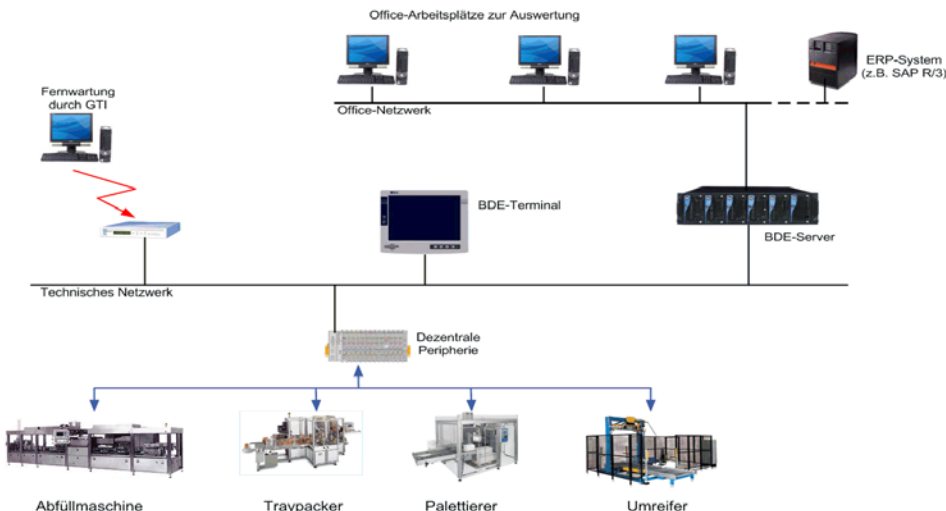 Office-Arbeitsplätze zur Auswertung
ERP-System
(z.B. SAP R/3)
Fernwartung
durch GTI
Office-Netzwerk
BDE-Terminal
BDE-Server
Technisches Netzwerk
Dezentrale
Peripherie
Abfüllmaschine
Traypacker
Palettierer
Umreifer